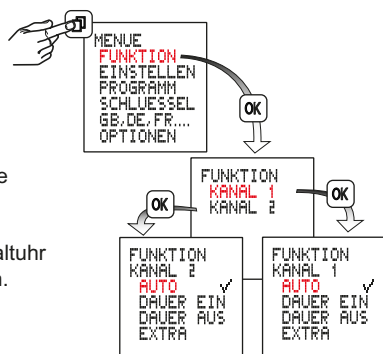 MENUE
FUNKTION
EINSTELLEN
PROGRAMM
SCHLUESSEL
GB,DE,FR....
OPTIONEN
OK
e
FUNKTION
KANAL 1
KANAL 2
OK
OK
altuhr
n.
FUNKTION
KANAL 2
AUTO ✓
DAUER EIN
DAUER AUS
EXTRA
FUNKTION
KANAL 1
AUTO ✓
DAUER EIN
DAUER AUS
EXTRA